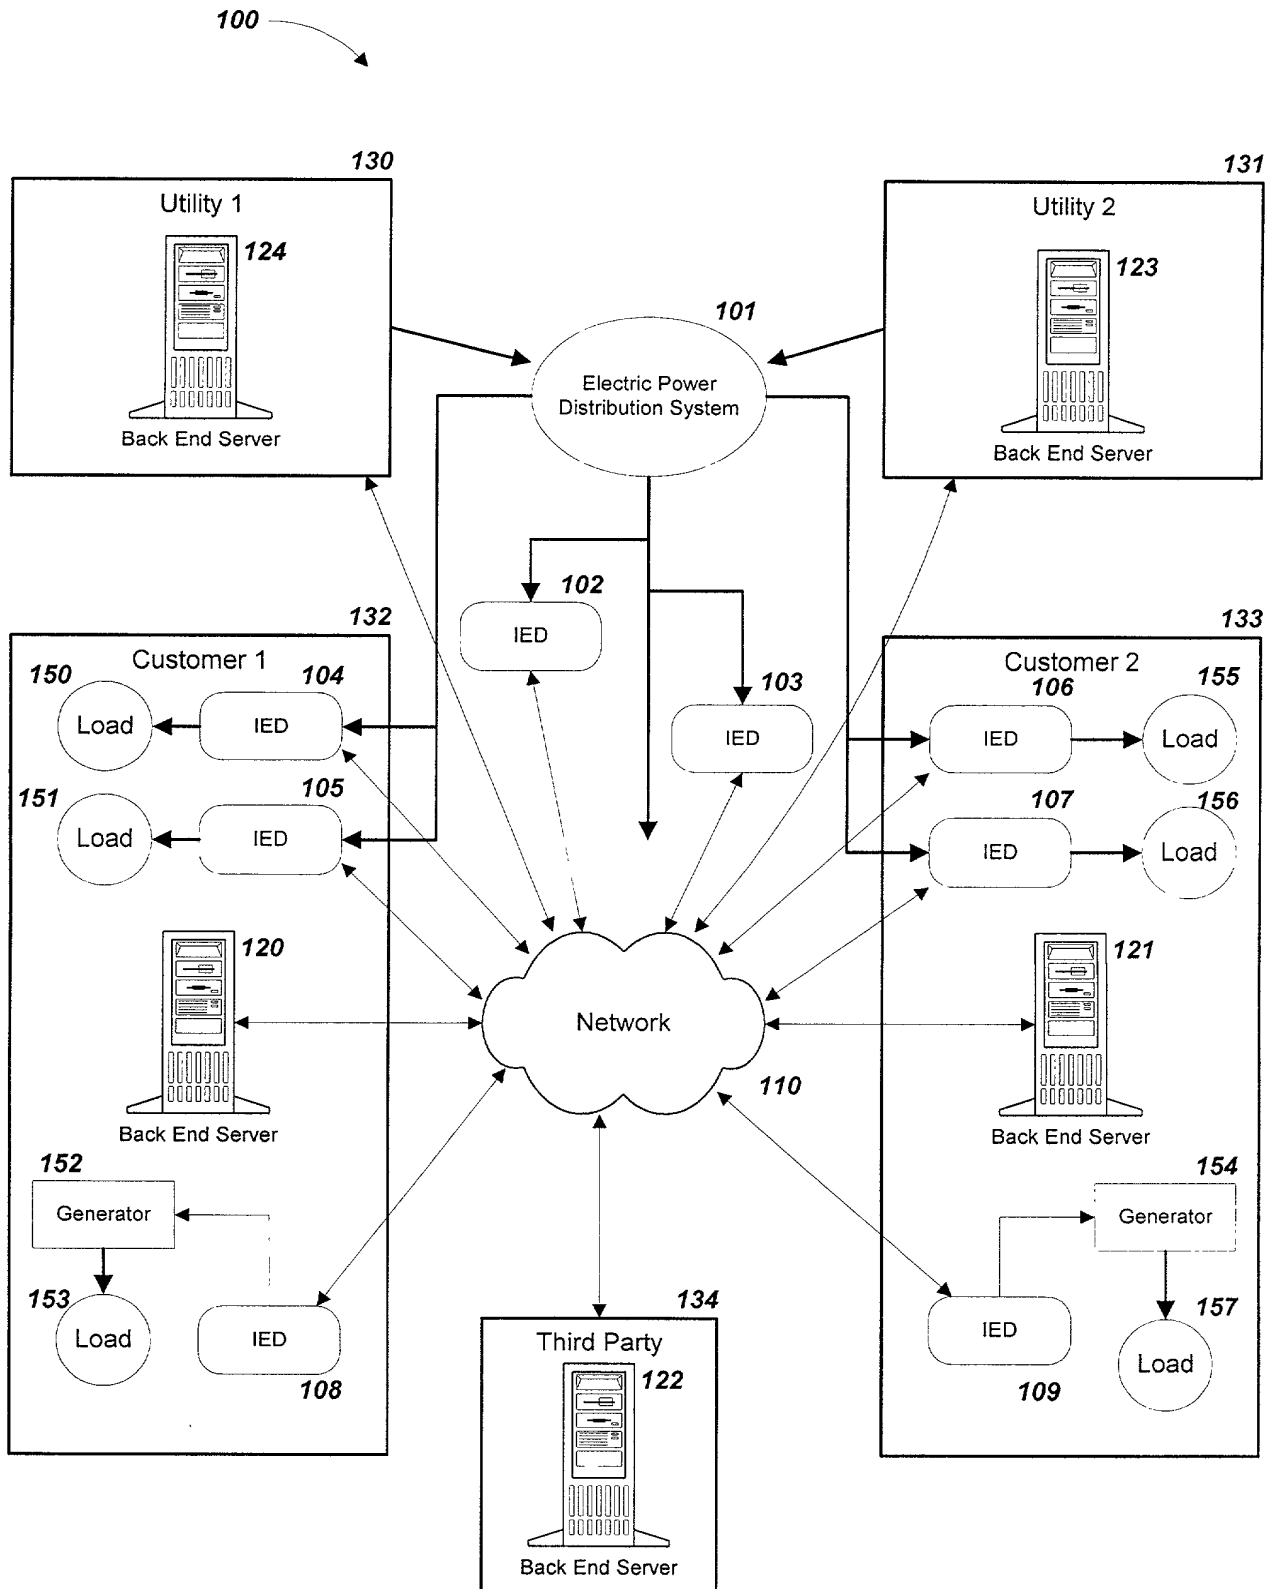 100
130
131
Utility 1
Utility 2
124
123
101
Electric Power
Distribution System
Back End Server
Back End Server
102
132
133
IED
Customer 1
Customer 2
150
104
103
106
155
Load
IED
IED
IED
Load
151
105
107
156
Load
IED
IED
Load
120
121
Network
110
Back End Server
Back End Server
152
154
Generator
Generator
153
134
157
Load
IED
Third Party
IED
Load
108
122
109
Back End Server